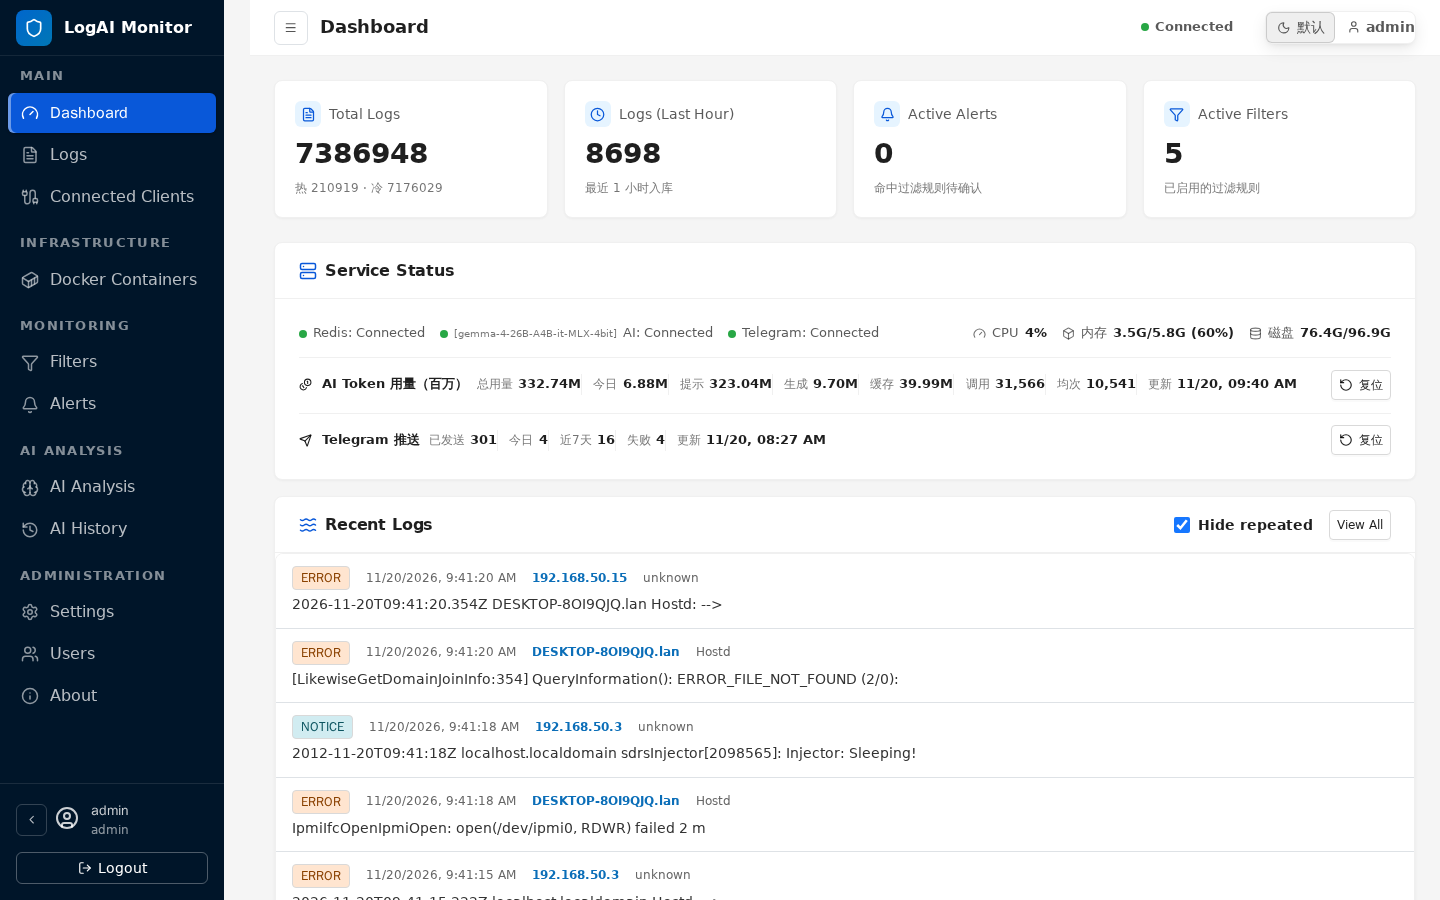 LogAI Monitor
MAIN
Dashboard
Logs
Connected Clients
INFRASTRUCTURE
Docker Containers
MONITORING
Filters
Alerts
AI ANALYSIS
AI Analysis
AI History
ADMINISTRATION
Settings
Users
About
admin
admin
Logout
Dashboard
Connected
默认
admin
Total Logs
7386948
热 210919 · 冷 7176029
Logs (Last Hour)
8698
最近 1 小时入库
Active Alerts
0
命中过滤规则待确认
Active Filters
5
已启用的过滤规则
Service Status
Redis: Connected [gemma-4-26B-A4B-it-MLX-4bit] AI: Connected Telegram: Connected CPU 4% 内存 3.5G/5.8G (60%) 磁盘 76.4G/96.9G
AI Token 用量（百万） 总用量 332.74M 今日 6.88M 提示 323.04M 生成 9.70M 缓存 39.99M 调用 31,566 均次 10,541 更新 11/20, 09:40 AM 复位
Telegram 推送 已发送 301 今日 4 近7天 16 失败 4 更新 11/20, 08:27 AM 复位
Recent Logs Hide repeated View All
ERROR 11/20/2026, 9:41:20 AM 192.168.50.15 unknown
2026-11-20T09:41:20.354Z DESKTOP-8OI9QJQ.lan Hostd: -->
ERROR 11/20/2026, 9:41:20 AM DESKTOP-8OI9QJQ.lan Hostd
[LikewiseGetDomainJoinInfo:354] QueryInformation(): ERROR_FILE_NOT_FOUND (2/0):
NOTICE 11/20/2026, 9:41:18 AM 192.168.50.3 unknown
2012-11-20T09:41:18Z localhost.localdomain sdrsInjector[2098565]: Injector: Sleeping!
ERROR 11/20/2026, 9:41:18 AM DESKTOP-8OI9QJQ.lan Hostd
IpmiIfcOpenIpmiOpen: open(/dev/ipmi0, RDWR) failed 2 m
ERROR 11/20/2026, 9:41:15 AM 192.168.50.3 unknown